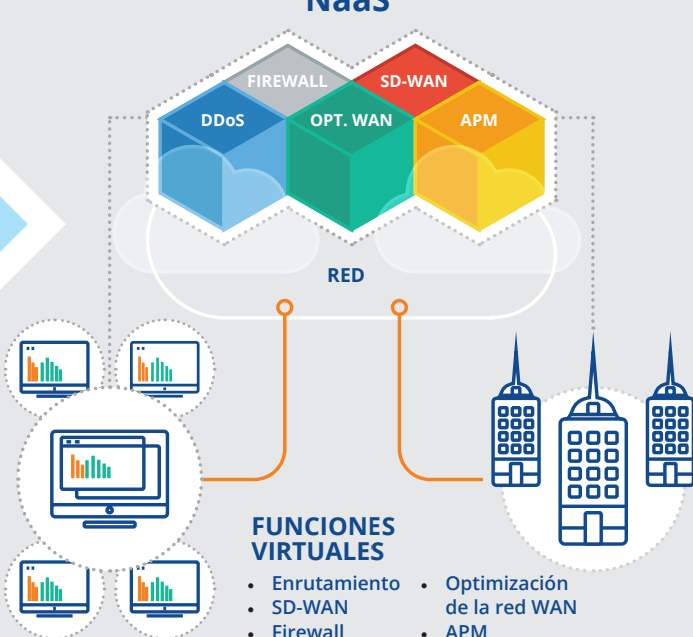 NaaS
FIREWALL
SD-WAN
DDoS
OPT. WAN
APM
RED
FUNCIONES
VIRTUALES
• Enrutamiento
• SD-WAN
• Firewall
• Optimización
de la red WAN
• APM